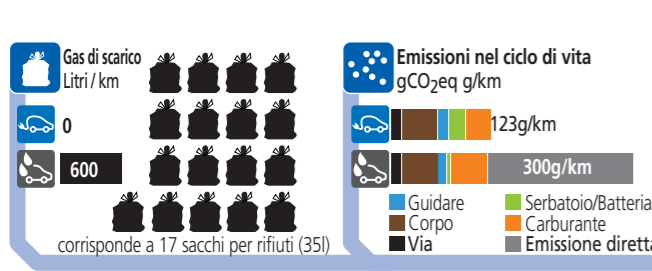 Gas di scarico
Litri / km
0
600
corrisponde a 17 sacchi per rifiuti (35l)
Emissioni nel ciclo di vita
gCO2eq g/km
123g/km
300g/km
Guidare
Corpo
Via
Serbatoio/Batteria
Carburante
Emissione diretta